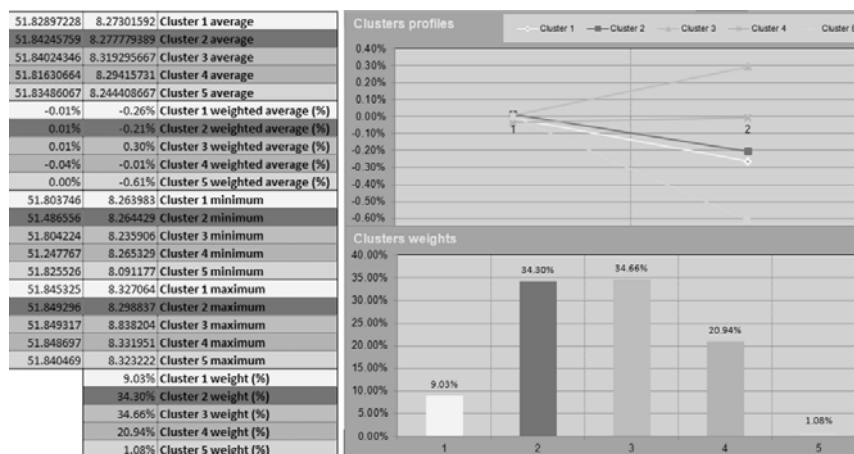 51.82897228 8.27301592 Cluster 1 average
51.84245759 8.277779389 Cluster 2 average
51.84024346 8.319295667 Cluster 3 average
51.81630664 8.29415731 Cluster 4 average
51.83486067 8.244408667 Cluster 5 average
-0.01% -0.26% Cluster 1 weighted average (%)
0.01% -0.21% Cluster 2 weighted average (%)
0.01% 0.30% Cluster 3 weighted average (%)
-0.04% -0.01% Cluster 4 weighted average (%)
0.00% -0.61% Cluster 5 weighted average (%)
51.803746 8.263983 Cluster 1 minimum
51.486556 8.264429 Cluster 2 minimum
51.804224 8.235906 Cluster 3 minimum
51.247767 8.265329 Cluster 4 minimum
51.825526 8.091177 Cluster 5 minimum
51.845325 8.327064 Cluster 1 maximum
51.849296 8.298837 Cluster 2 maximum
51.849317 8.838204 Cluster 3 maximum
51.848697 8.331951 Cluster 4 maximum
51.840469 8.323222 Cluster 5 maximum
9.03% Cluster 1 weight (%)
34.30% Cluster 2 weight (%)
34.66% Cluster 3 weight (%)
20.94% Cluster 4 weight (%)
1.08% Cluster 5 weight (%)
Clusters profiles
Cluster 1 Cluster 2 Cluster 3 Cluster 4 Cluster
0.40%
0.30%
0.20%
0.10%
0.00%
1 2
-0.10%
-0.20%
-0.30%
-0.40%
-0.50%
-0.60%
Clusters weights
40.00%
35.00%
30.00%
25.00%
20.00%
15.00%
10.00%
5.00%
0.00%
9.03% 34.30% 34.66% 20.94% 1.08%
1 2 3 4 5